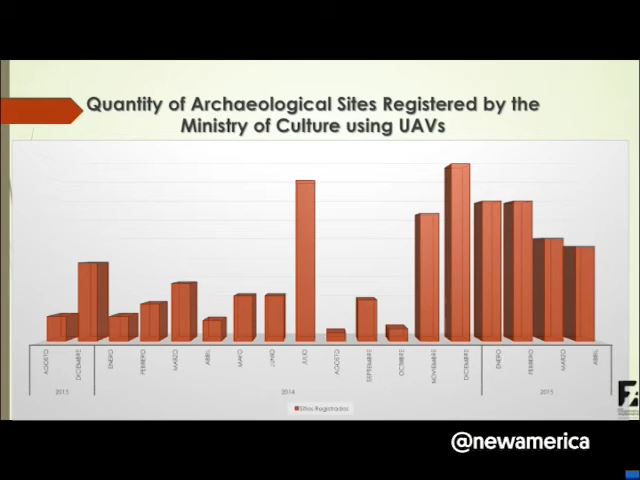 Quantity of Archaeological Sites Registered by the
Ministry of Culture using UAVs
AGOSTO
DICIEMBRE
ENERO
FEBRERO
MARZO
ABRIL
MAYO
JUNIO
JULIO
AGOSTO
SEPTIEMBRE
OCTUBRE
NOVIEMBRE
DICIEMBRE
ENERO
FEBRERO
MARZO
ABRIL
2013
2014
2015
Sitios Registrados
@newamerica